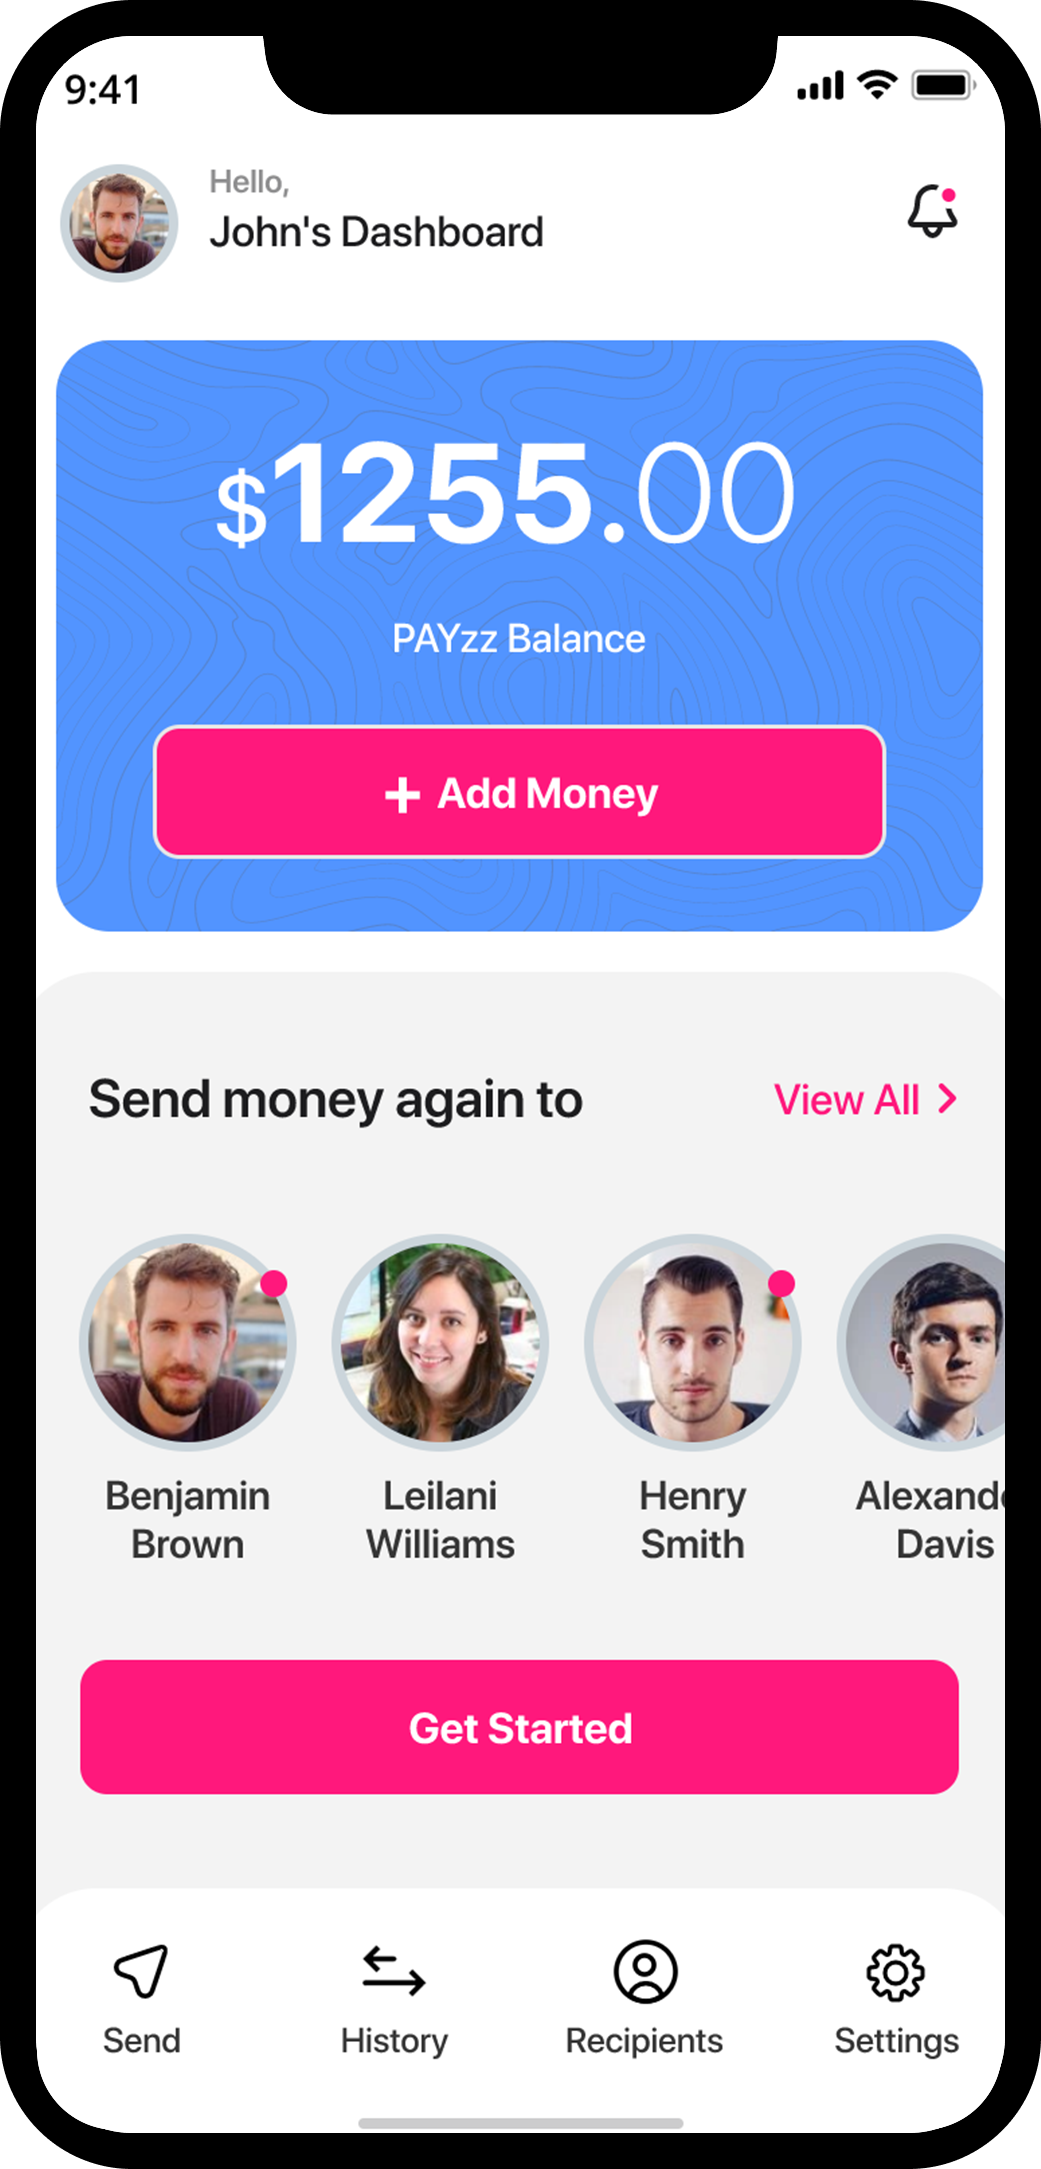 9:41
Hello,
John's Dashboard
$1255.00
PAYzz Balance
+ Add Money
Send money again to
View All >
Benjamin
Brown
Leilani
Williams
Henry
Smith
Alexand
Davis
Get Started
Send
History
Recipients
Settings